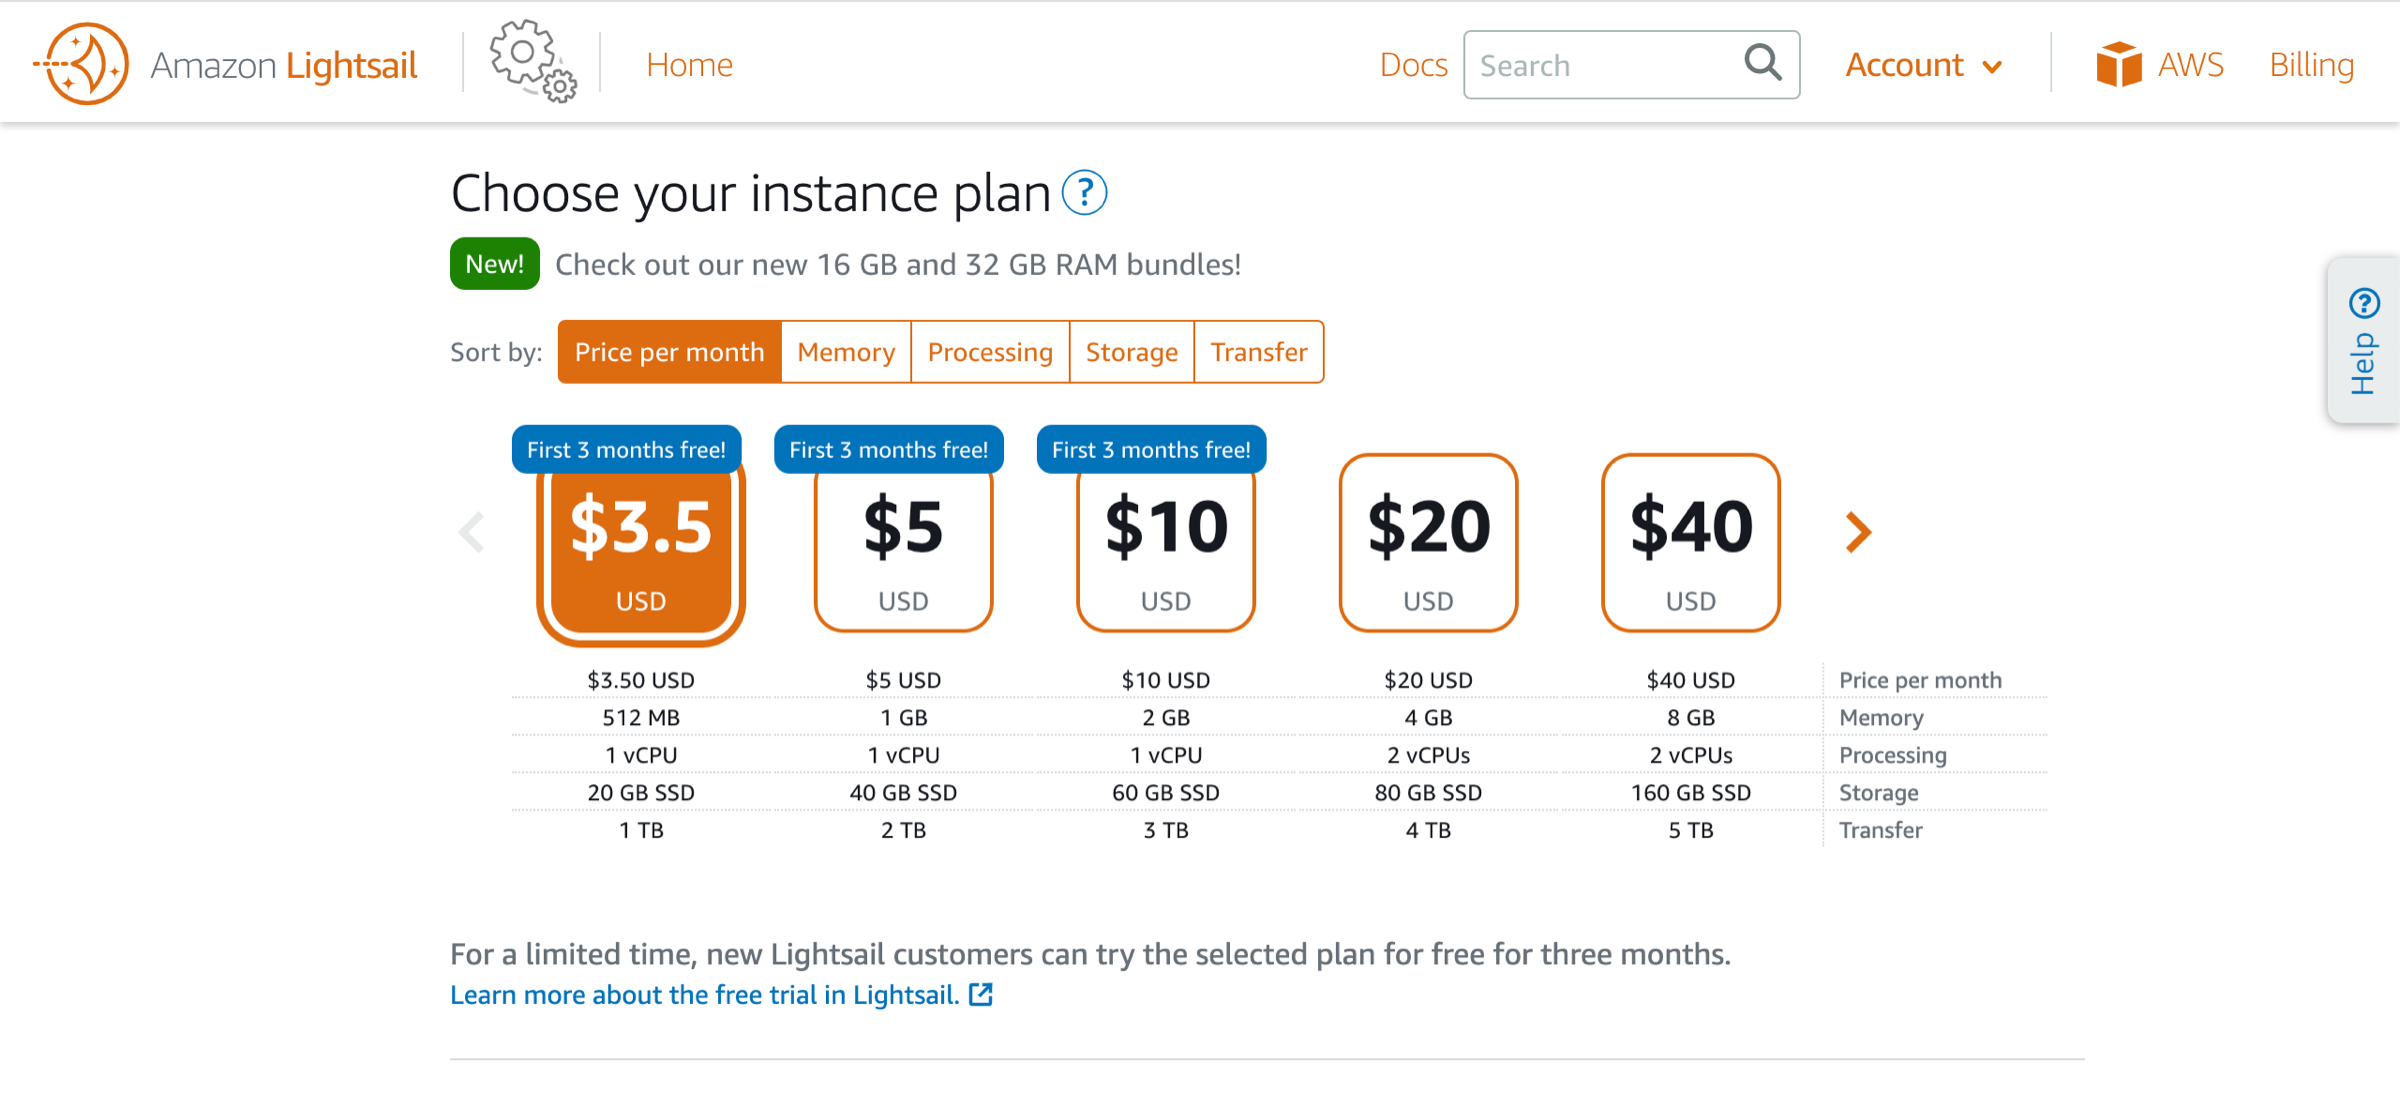 Amazon Lightsail Home Docs Search Account AWS Billing
Choose your instance plan ?
New! Check out our new 16 GB and 32 GB RAM bundles!
Help ?
Sort by: Price per month Memory Processing Storage Transfer
First 3 months free! First 3 months free! First 3 months free!
$3.5 $5 $10 $20 $40
USD USD USD USD USD
$3.50 USD $5 USD $10 USD $20 USD $40 USD Price per month
512 MB 1 GB 2 GB 4 GB 8 GB Memory
1 vCPU 1 vCPU 1 vCPU 2 vCPUs 2 vCPUs Processing
20 GB SSD 40 GB SSD 60 GB SSD 80 GB SSD 160 GB SSD Storage
1 TB 2 TB 3 TB 4 TB 5 TB Transfer
For a limited time, new Lightsail customers can try the selected plan for free for three months.
Learn more about the free trial in Lightsail.